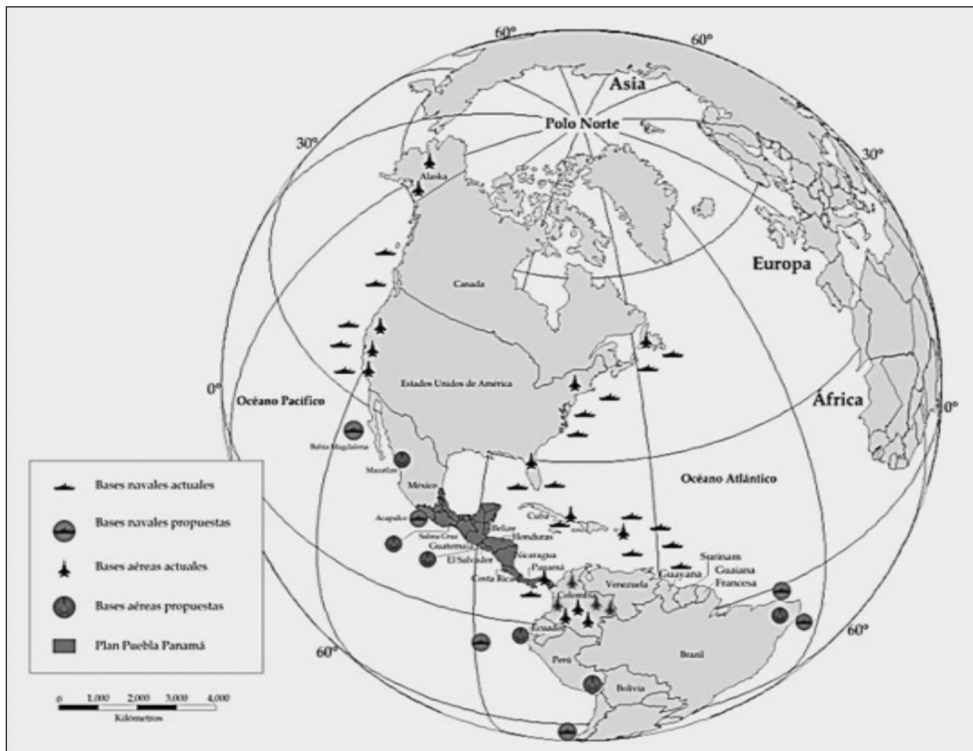 60º
60º
Asia
Polo Norte
30º
30º
Alaska
Europa
Canada
0º
Océano Pacífico
Estados Unidos de América
África
0º
Bahía Magdalena
Mazatlán
México
Océano Atlántico
Cuba
Acapulco
Salina Cruz
Belize
Honduras
Guatemala
El Salvador
Nicaragua
Costa Rica
Panamá
Venezuela
Guayana
Surinam
Guaiana
Francesa
Colombia
Ecuador
Perú
Brazil
Bolivia
60º
60º
Bases navales actuales
Bases navales propuestas
Bases aéreas actuales
Bases aéreas propuestas
Plan Puebla Panamá
0 1,000 2,000 3,000 4,000
Kilómetros